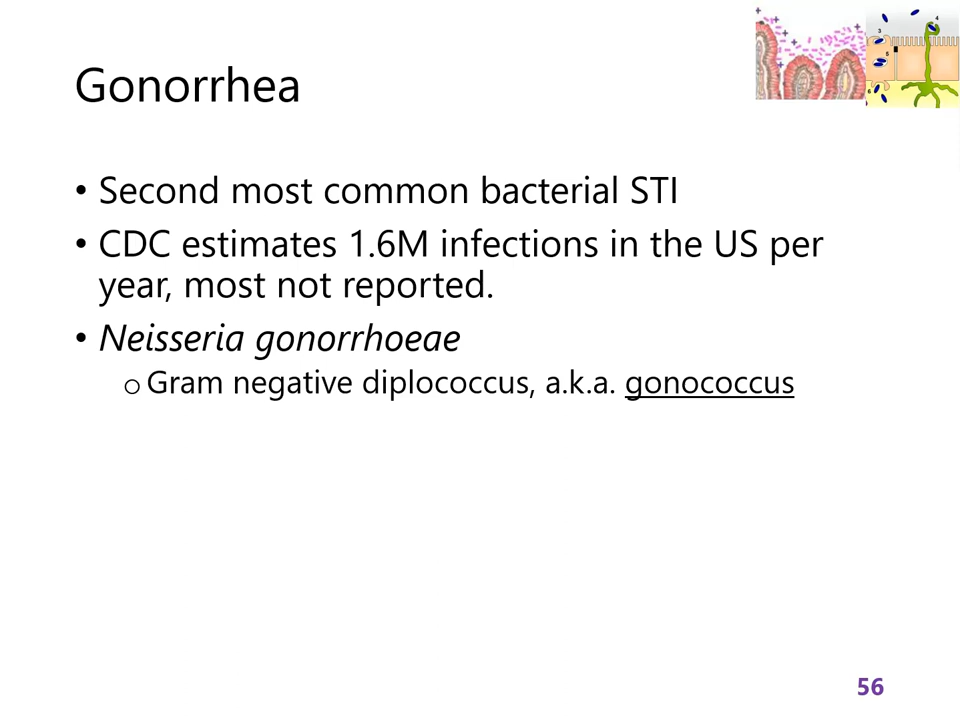 Gonorrhea
• Second most common bacterial STI
• CDC estimates 1.6M infections in the US per
year, most not reported.
• Neisseria gonorrhoeae
o Gram negative diplococcus, a.k.a. gonococcus
56